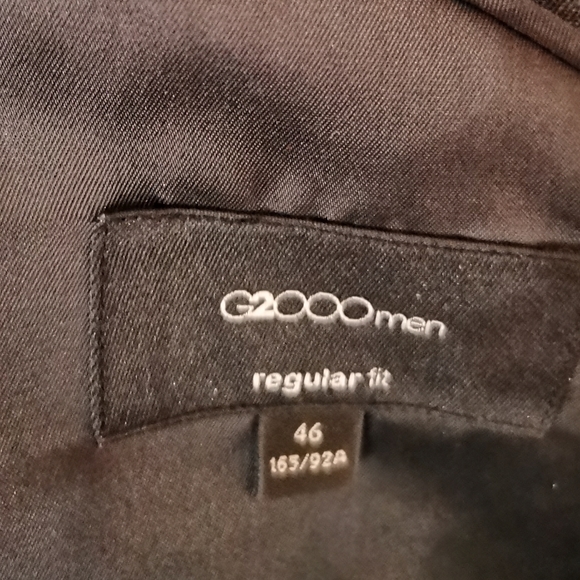 G2000men
regular fit
46
165/92A